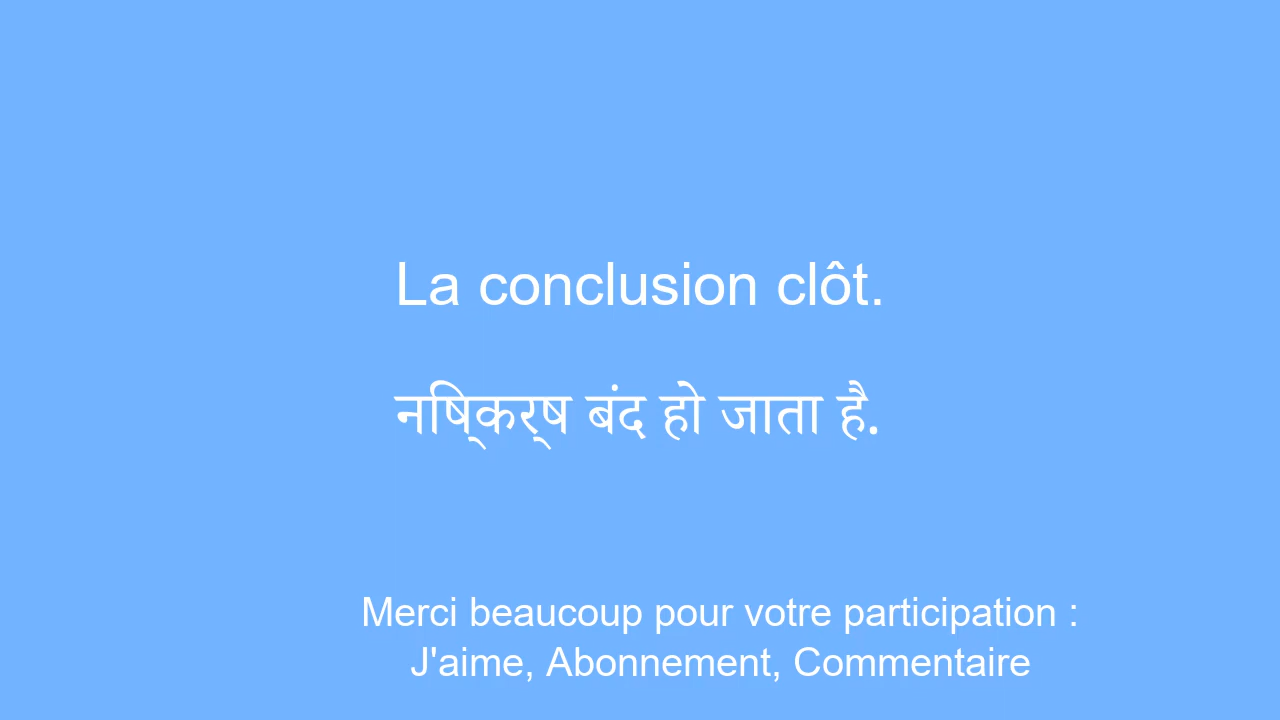 La conclusion clôt.
निष्कर्ष बंद हो जाता है.
Merci beaucoup pour votre participation :
J'aime, Abonnement, Commentaire